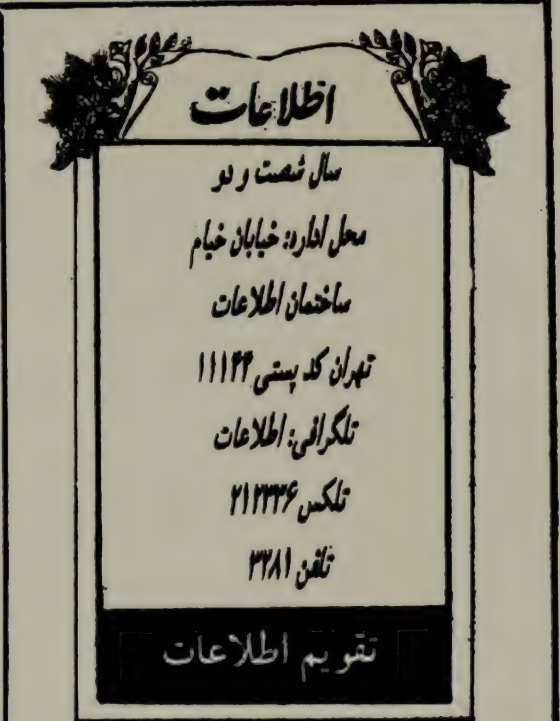 اطلاعات
سال شصت و دو
محل اداره: خیابان خیام
ساختمان اطلاعات
تهران کد پستی ۱۱۱۴۴
تلگرافی: اطلاعات
تلکس ۲۱۲۳۳۶
تلفن ۳۲۸۱
تقویم اطلاعات